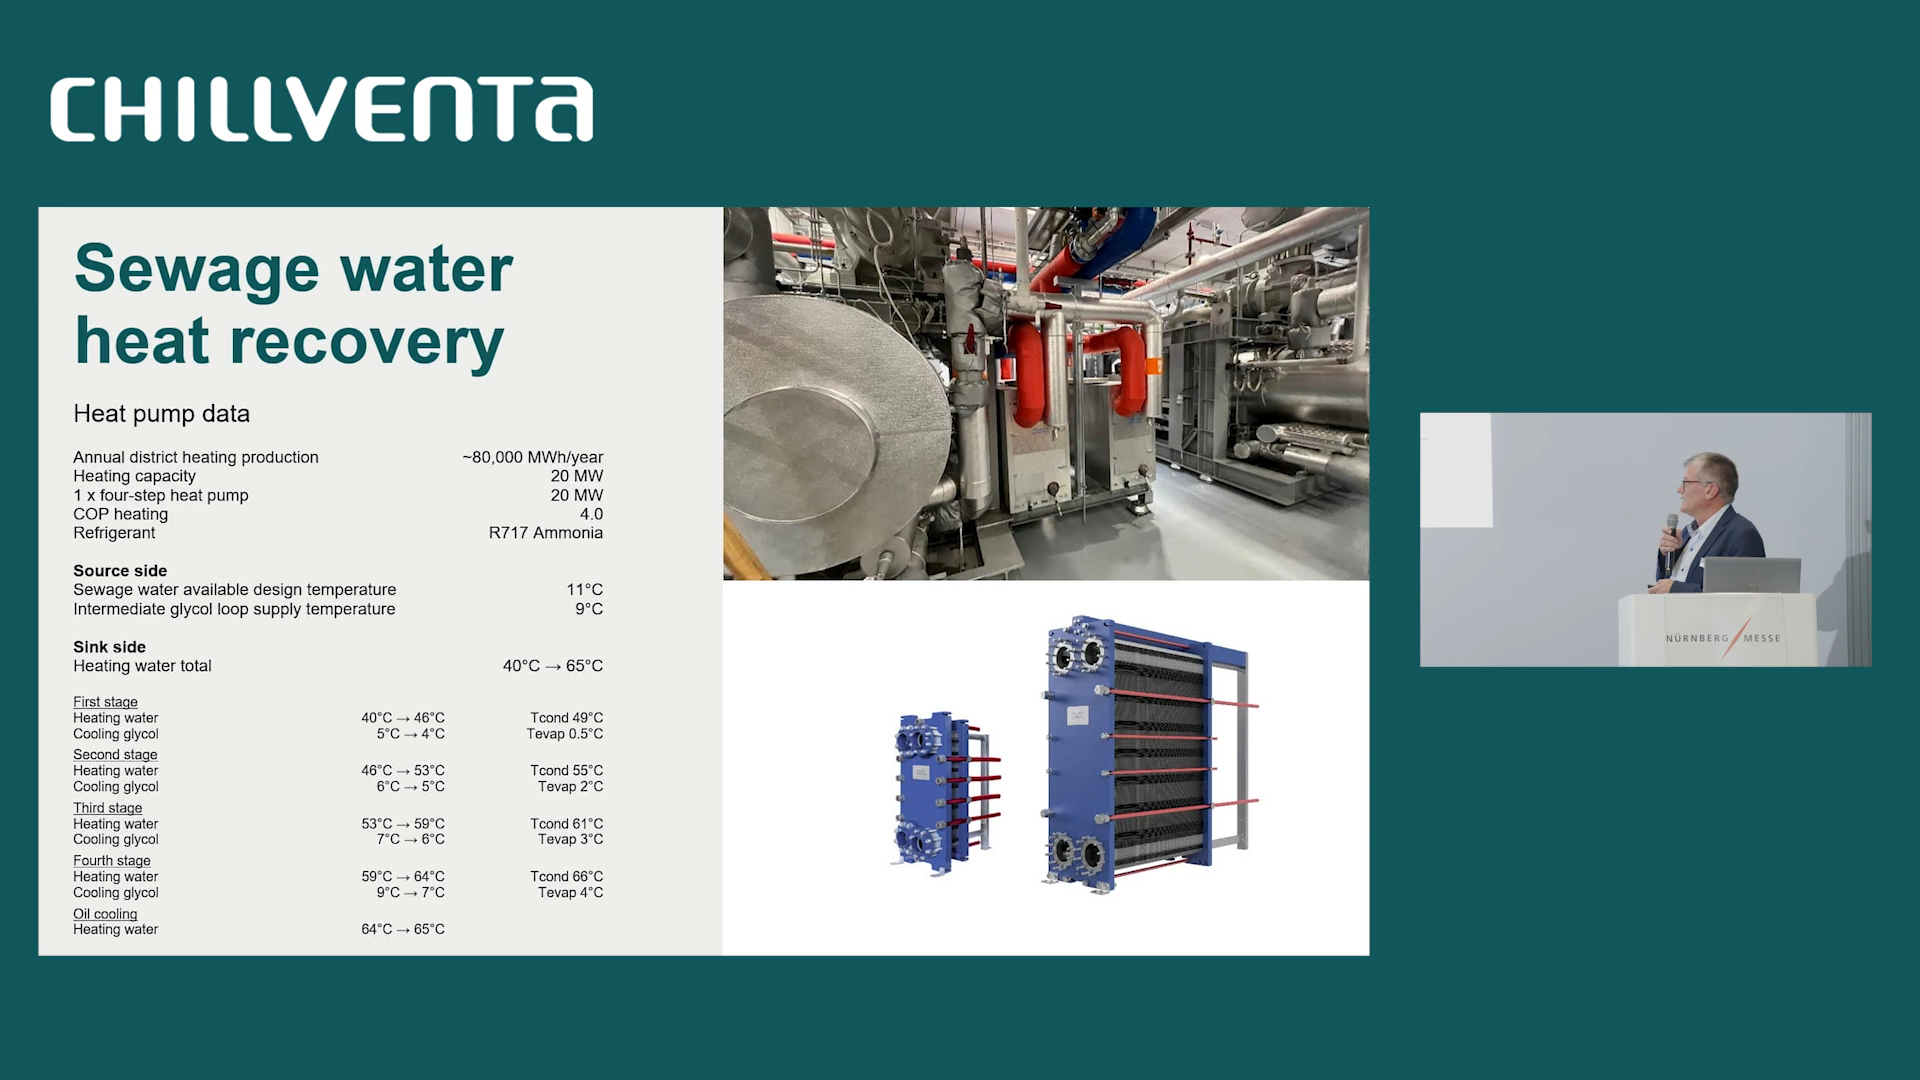 CHILLVENTA
Sewage water
heat recovery
Heat pump data
Annual district heating production ~80,000 MWh/year
Heating capacity 20 MW
1 x four-step heat pump 20 MW
COP heating 4.0
Refrigerant R717 Ammonia
Source side
Sewage water available design temperature 11°C
Intermediate glycol loop supply temperature 9°C
Sink side
Heating water total 40°C → 65°C
First stage
Heating water 40°C → 46°C Tcond 49°C
Cooling glycol 5°C → 4°C Tevap 0.5°C
Second stage
Heating water 46°C → 53°C Tcond 55°C
Cooling glycol 6°C → 5°C Tevap 2°C
Third stage
Heating water 53°C → 59°C Tcond 61°C
Cooling glycol 7°C → 6°C Tevap 3°C
Fourth stage
Heating water 59°C → 64°C Tcond 66°C
Cooling glycol 9°C → 7°C Tevap 4°C
Oil cooling
Heating water 64°C → 65°C
NÜRNBERG MESSE